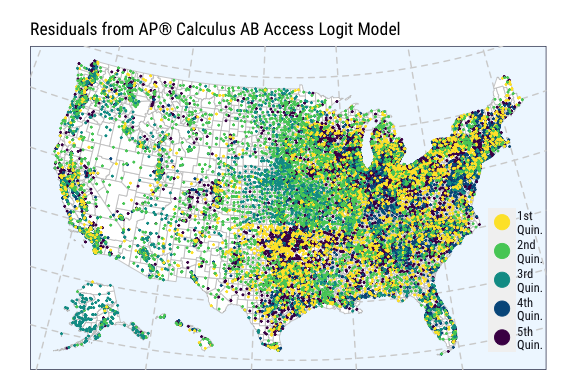 Residuals from AP® Calculus AB Access Logit Model
1st
Quin.
2nd
Quin.
3rd
Quin.
4th
Quin.
5th
Quin.